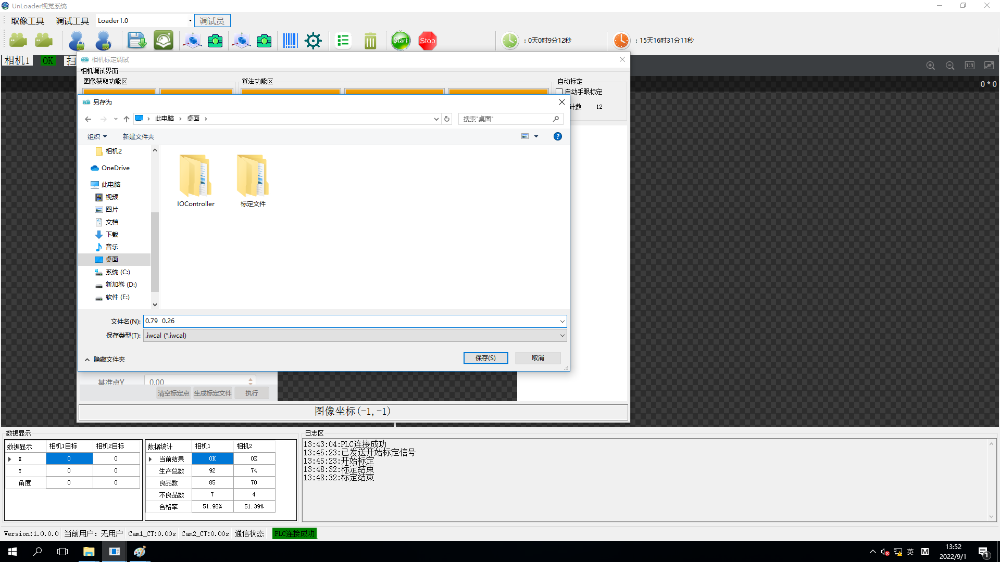 UnLoader视觉系统
取像工具 调试工具 Loader1.0 调试员
Start Stop : 0天0时9分12秒 : 15天16时31分11秒
相机1 OK 扫
相机标定调试
相机调试界面
图像获取功能区 算法功能区 自动标定
自动手眼标定
计数 12
1:1
0 * 0
另存为
此电脑 › 桌面 ›
搜索"桌面"
组织 新建文件夹
相机2
OneDrive
此电脑
视频
图片
文档
下载
音乐
桌面
系统 (C:)
新加卷 (D:)
软件 (E:)
IOController 标定文件
文件名(N): 0.79 0.26
保存类型(T): .iwcal (*.iwcal)
隐藏文件夹 保存(S) 取消
基准点Y 0.00
清空标定点 生成标定文件 执行
图像坐标(-1,-1)
数据显示
数据显示 相机1目标 相机2目标
X 0 0
Y 0 0
角度 0 0
数据统计 相机1 相机2
当前结果 OK OK
生产总数 92 74
良品数 85 70
不良品数 7 4
合格率 51.98% 51.39%
日志区
13:43:04:PLC连接成功
13:45:23:已发送开始标定信号
13:45:23:开始标定
13:48:32:标定结束
13:48:32:标定结束
Version:1.0.0.0 当前用户：无用户 Cam1_CT:0.00s Cam2_CT:0.00s 通信状态 PLC连接成功
英 M 13:52
2022/9/1 1